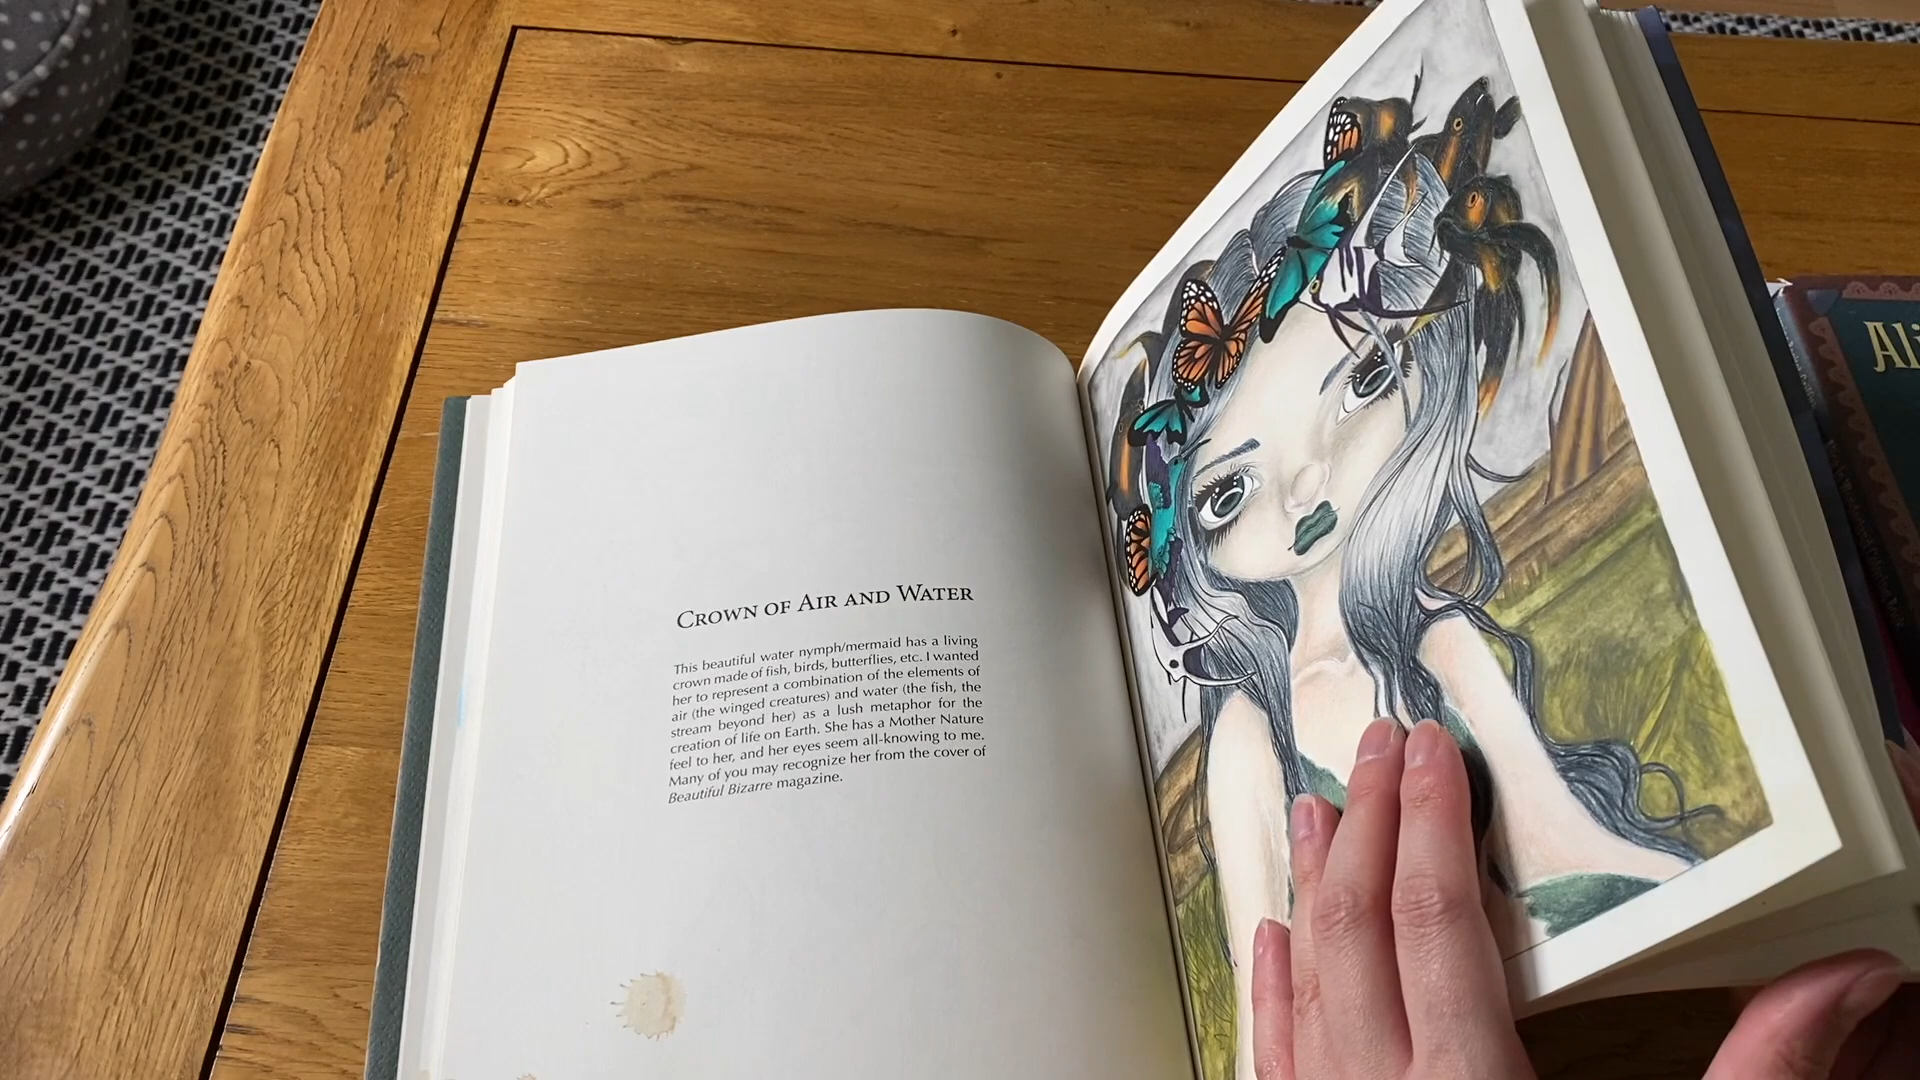 CROWN OF AIR AND WATER
This beautiful water nymph/mermaid has a living
crown made of fish, birds, butterflies, etc. I wanted
her to represent a combination of the elements of
air (the winged creatures) and water (the fish, the
stream beyond her) as a lush metaphor for the
creation of life on Earth. She has a Mother Nature
feel to her, and her eyes seem all-knowing to me.
Many of you may recognize her from the cover of
Beautiful Bizarre magazine.